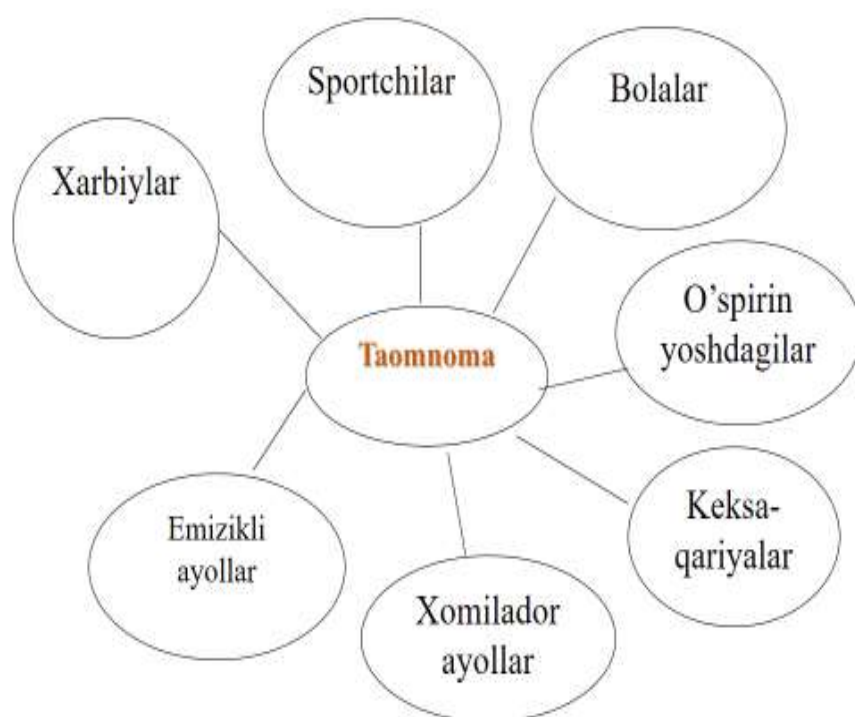 Sportchilar
Bolalar
Xarbiylar
O’spirin
yoshdagilar
Taomnoma
Keksa-
qariyalar
Emizikli
ayollar
Xomilador
ayollar